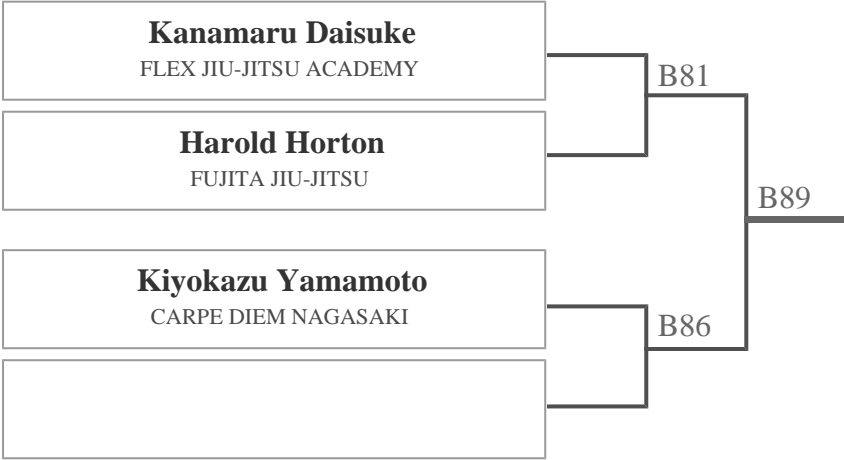 Kanamaru Daisuke
FLEX JIU-JITSU ACADEMY
B81
Harold Horton
FUJITA JIU-JITSU
B89
Kiyokazu Yamamoto
CARPE DIEM NAGASAKI
B86